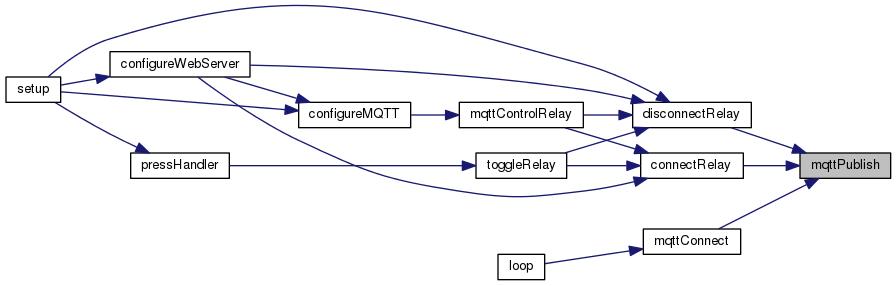 configureWebServer
setup
configureMQTT
mqttControlRelay
disconnectRelay
pressHandler
toggleRelay
connectRelay
mqttPublish
mqttConnect
loop